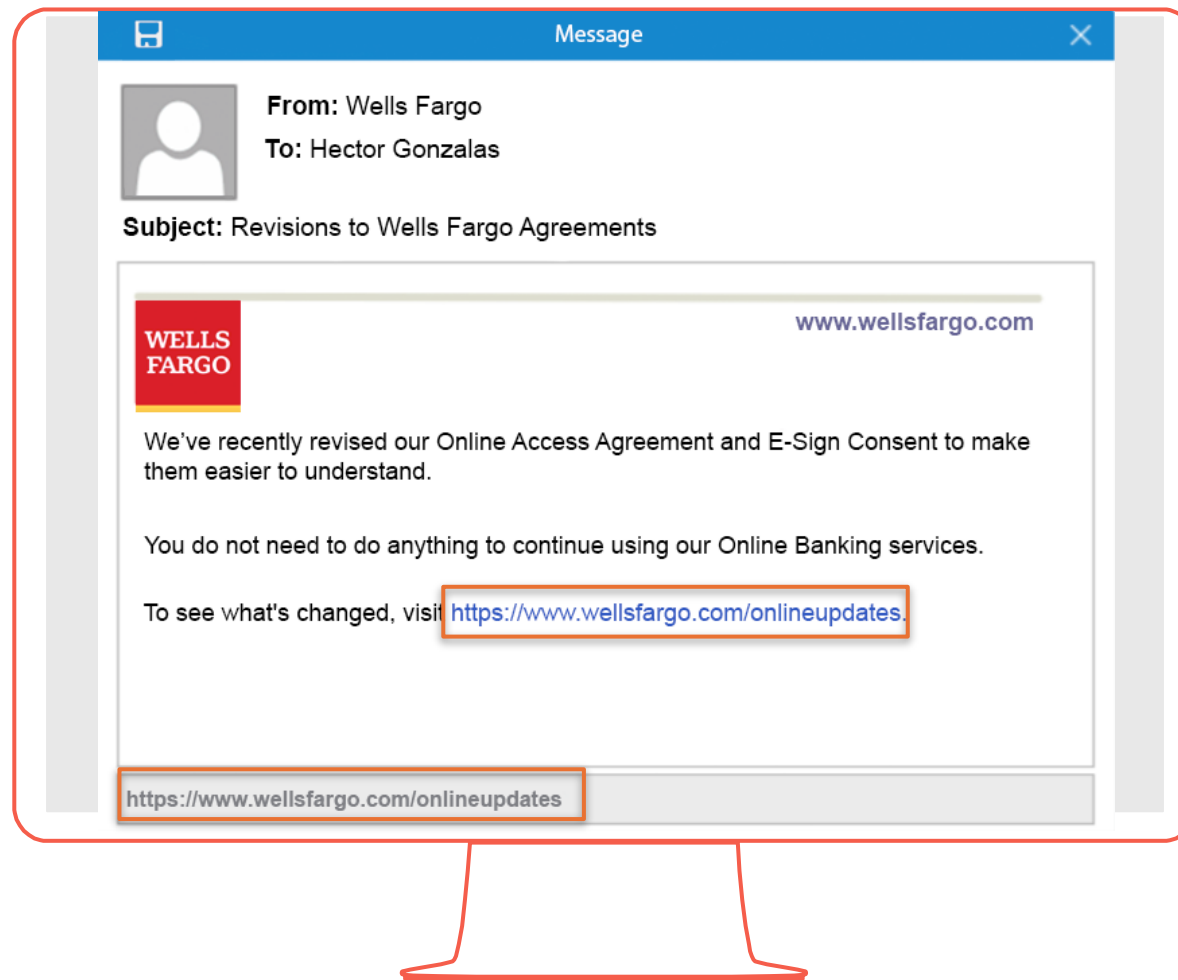 Message
From: Wells Fargo
To: Hector Gonzalas
Subject: Revisions to Wells Fargo Agreements
www.wellsfargo.com
WELLS
FARGO
We’ve recently revised our Online Access Agreement and E-Sign Consent to make
them easier to understand.
You do not need to do anything to continue using our Online Banking services.
To see what's changed, visit https://www.wellsfargo.com/onlineupdates.
https://www.wellsfargo.com/onlineupdates